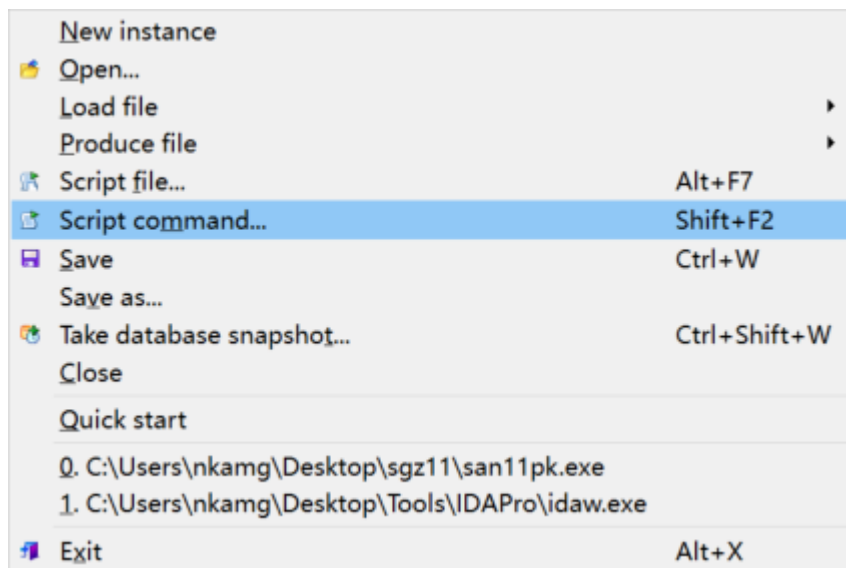 New instance
Open...
Load file
Produce file
Script file... Alt+F7
Script command... Shift+F2
Save Ctrl+W
Save as...
Take database snapshot... Ctrl+Shift+W
Close
Quick start
0. C:\Users\nkamg\Desktop\sgz11\san11pk.exe
1. C:\Users\nkamg\Desktop\Tools\IDAPro\idaw.exe
Exit Alt+X